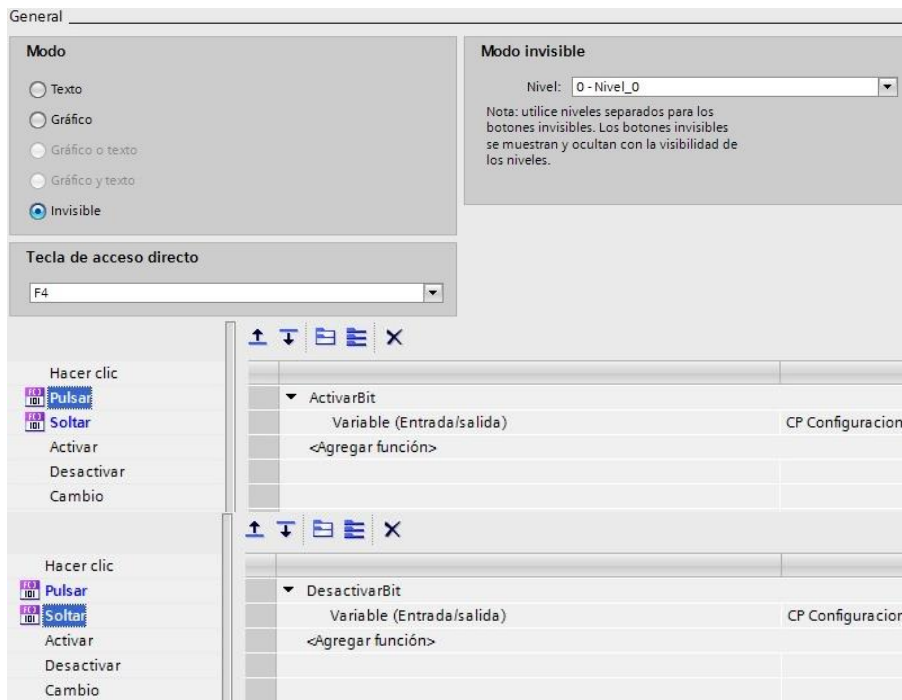 General
Modo
Texto
Gráfico
Gráfico o texto
Gráfico y texto
Invisible
Modo invisible
Nivel: 0 - Nivel_0
Nota: utilice niveles separados para los
botones invisibles. Los botones invisibles
se muestran y ocultan con la visibilidad de
los niveles.
Tecla de acceso directo
F4
Hacer clic
Pulsar
Soltar
Activar
Desactivar
Cambio
ActivarBit
Variable (Entrada/salida) CP Configuracion
<Agregar función>
Hacer clic
Pulsar
Soltar
Activar
Desactivar
Cambio
DesactivarBit
Variable (Entrada/salida) CP Configuracion
<Agregar función>